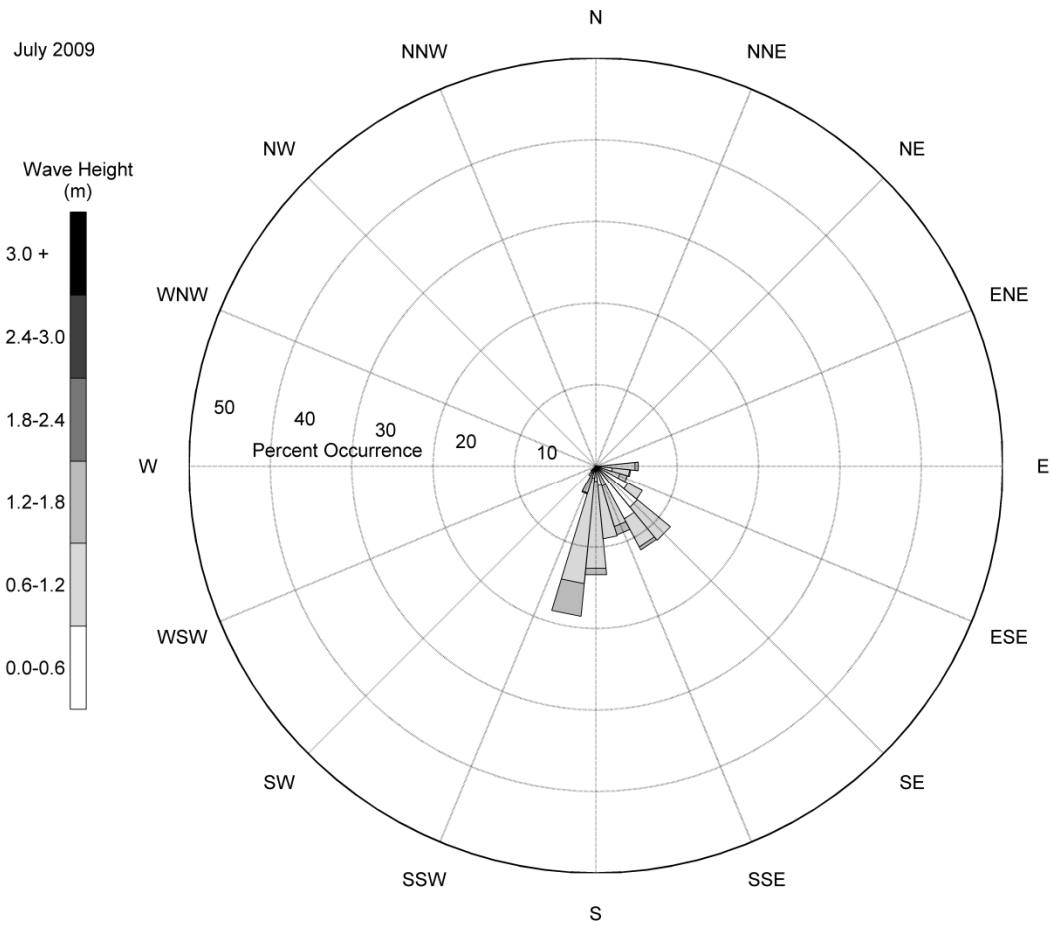 July 2009
Wave Height
(m)
3.0 +
2.4-3.0
1.8-2.4
1.2-1.8
0.6-1.2
0.0-0.6
N
NNE
NE
ENE
E
ESE
SE
SSE
S
SSW
SW
WSW
W
WNW
NW
NNW
50
40
30
20
10
Percent Occurrence